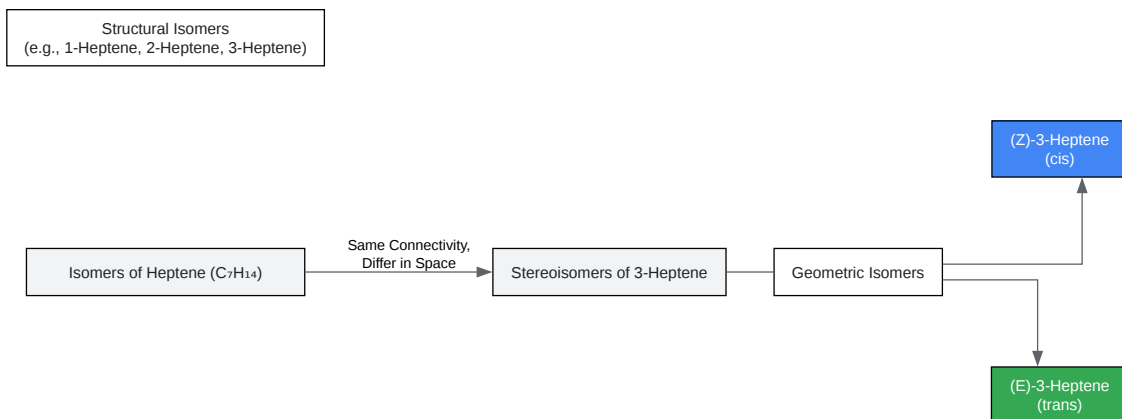 Structural Isomers
(e.g., 1-Heptene, 2-Heptene, 3-Heptene)
(Z)-3-Heptene
(cis)
Same Connectivity,
Differ in Space
Isomers of Heptene (C₇H₁₄)
Stereoisomers of 3-Heptene
Geometric Isomers
(E)-3-Heptene
(trans)